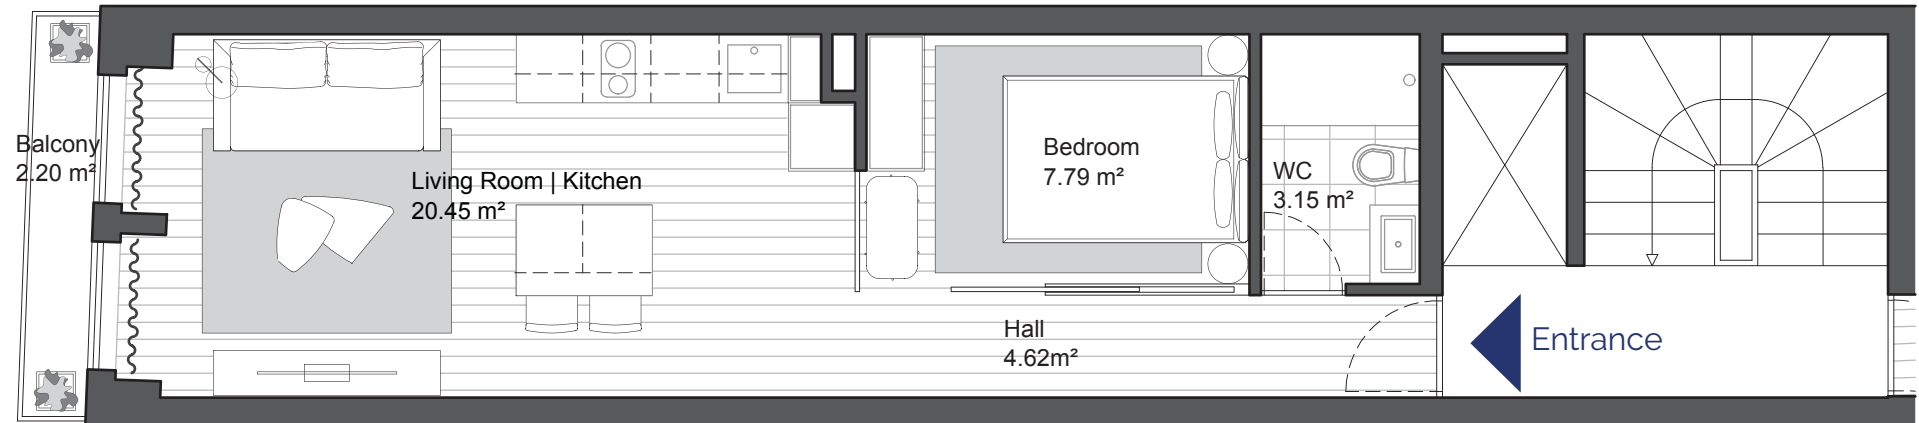 Balcony
2.20 m²
Living Room | Kitchen
20.45 m²
Bedroom
7.79 m²
WC
3.15 m²
Hall
4.62m²
Entrance